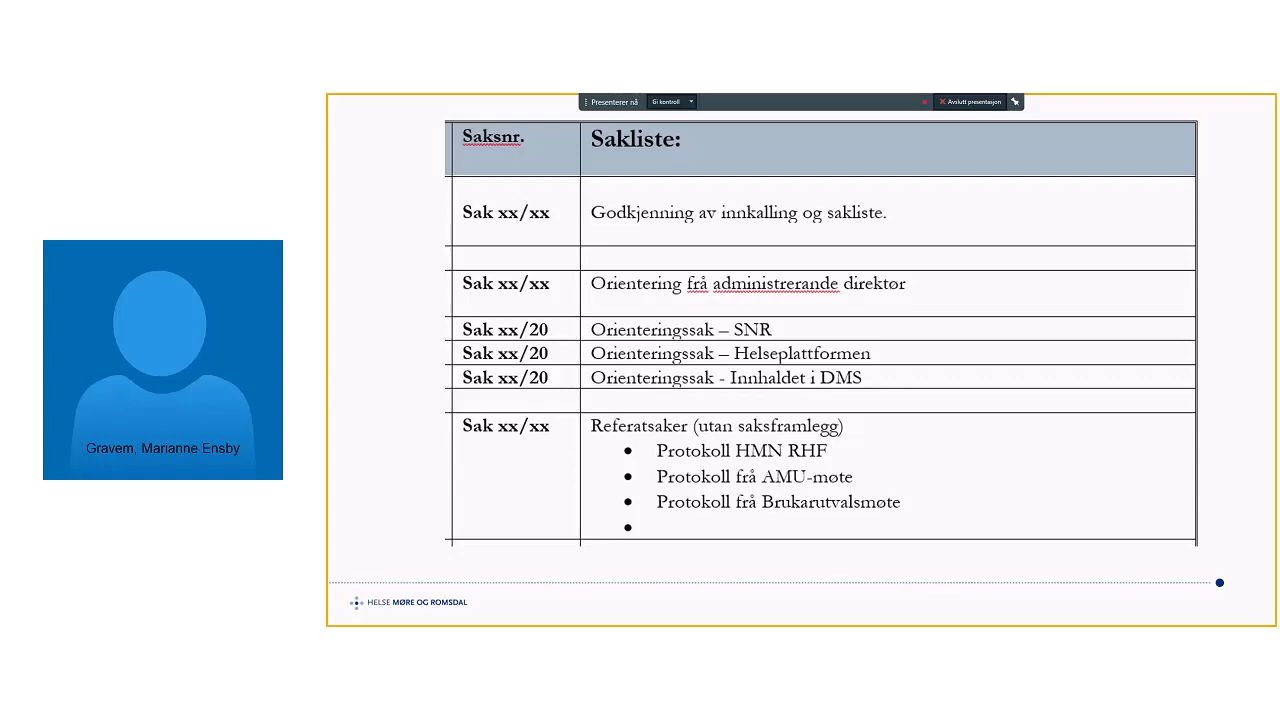 Presenterer nå
Gi kontroll
Avslutt presentasjon
Saksnr.
Sakliste:
Sak xx/xx
Godkjenning av innkalling og sakliste.
Sak xx/xx
Orientering frå administrerande direktør
Sak xx/20
Orienteringssak – SNR
Sak xx/20
Orienteringssak – Helseplattformen
Sak xx/20
Orienteringssak - Innhaldet i DMS
Sak xx/xx
Referatsaker (utan saksframlegg)
• Protokoll HMN RHF
• Protokoll frå AMU-møte
• Protokoll frå Brukarutvalsmøte
•
Gravem, Marianne Ensby
HELSE MØRE OG ROMSDAL